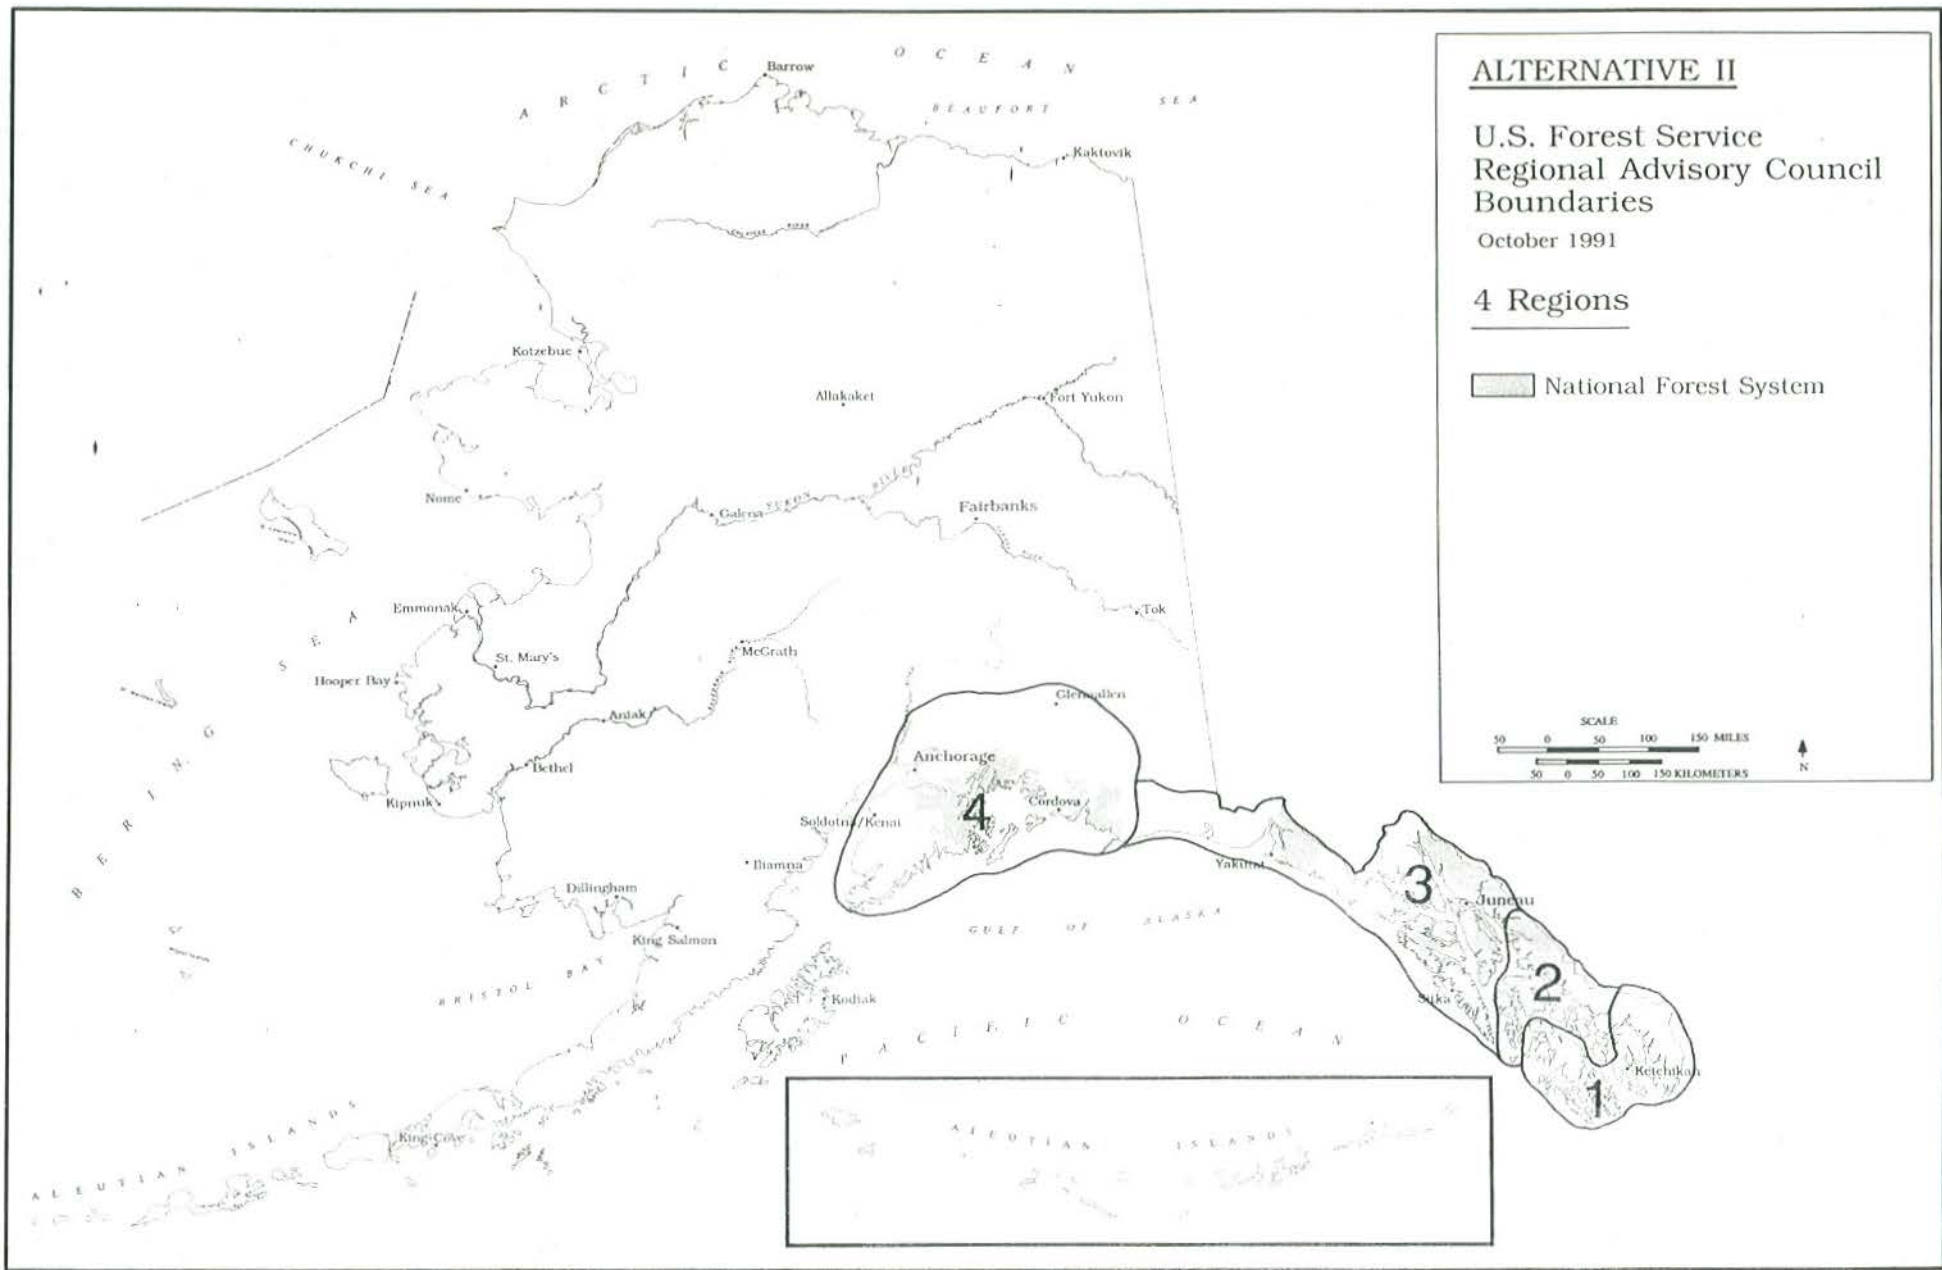 ALTERNATIVE II
U.S. Forest Service
Regional Advisory Council
Boundaries
October 1991
4 Regions
National Forest System
SCALE
50 0 50 100 150 MILES
50 0 50 100 150 KILOMETERS
N
ARCTIC OCEAN
Barrow
BEAUFORT SEA
CHUKCHI SEA
Kaktovik
Kotzebue
Allakaket
Fort Yukon
Nome
Galena
YUKON RIVER
Fairbanks
Emmonak
Tok
BERING SEA
St. Mary's
McGrath
Hooper Bay
Glennallen
Aniak
Anchorage
Bethel
Kipnuk
4
Cordova
Soldotna/Kenai
Iliamna
Yakutat
3
Dillingham
Juneau
GULF OF ALASKA
King Salmon
BRISTOL BAY
2
Kodiak
Sitka
PACIFIC OCEAN
Ketchikan
1
King Cove
ALEUTIAN ISLANDS
ALEUTIAN ISLANDS